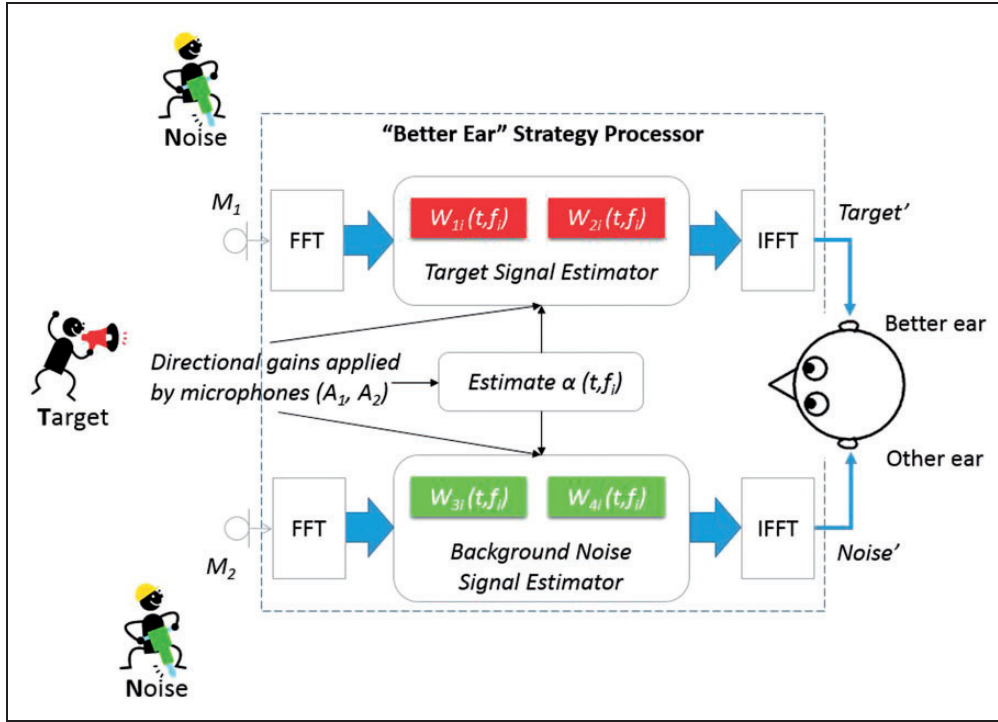 Noise
"Better Ear" Strategy Processor
M1
FFT
W1i(t,fi)
W2i(t,fi)
Target Signal Estimator
IFFT
Target'
Better ear
Directional gains applied
by microphones (A1, A2)
Estimate α (t,fi)
Target
Other ear
M2
FFT
W3i(t,fi)
W4i(t,fi)
Background Noise
Signal Estimator
IFFT
Noise'
Noise